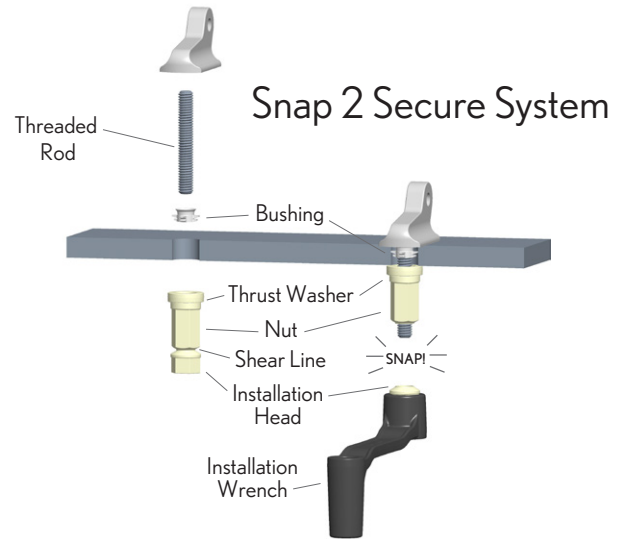 Snap 2 Secure System
Threaded
Rod
Bushing
Thrust Washer
Nut
Shear Line
SNAP!
Installation
Head
Installation
Wrench